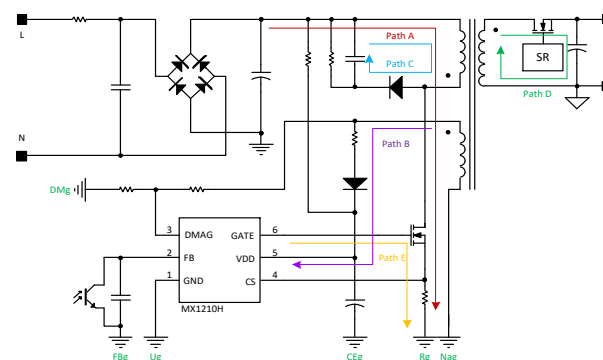 L
Path A
Path C
SR
Path D
N
Path B
DMg
3 DMAG GATE 6
2 FB VDD 5
Path E
1 GND CS 4
MX1210H
FBg Ug CEg Rg Nag